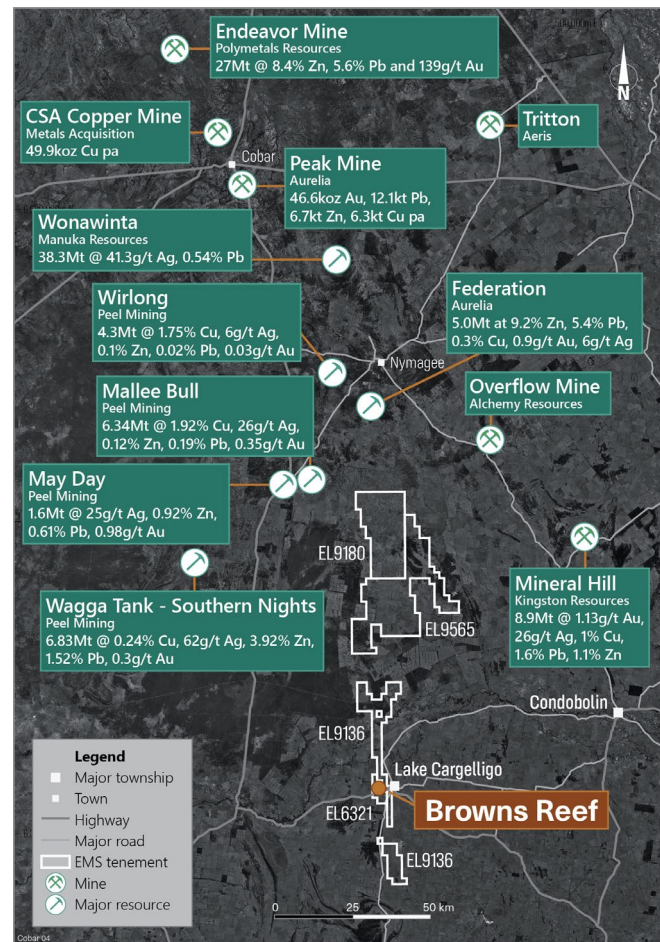 Endeavor Mine
Polymetals Resources
27Mt @ 8.4% Zn, 5.6% Pb and 139g/t Au
N
CSA Copper Mine
Metals Acquisition
49.9koz Cu pa
Tritton
Aeris
Cobar
Peak Mine
Aurelia
46.6koz Au, 12.1kt Pb,
6.7kt Zn, 6.3kt Cu pa
Wonawinta
Manuka Resources
38.3Mt @ 41.3g/t Ag, 0.54% Pb
Federation
Aurelia
5.0Mt at 9.2% Zn, 5.4% Pb,
0.3% Cu, 0.9g/t Au, 6g/t Ag
Wirlong
Peel Mining
4.3Mt @ 1.75% Cu, 6g/t Ag,
0.1% Zn, 0.02% Pb, 0.03g/t Au
Nymagee
Mallee Bull
Peel Mining
6.34Mt @ 1.92% Cu, 26g/t Ag,
0.12% Zn, 0.19% Pb, 0.35g/t Au
Overflow Mine
Alchemy Resources
May Day
Peel Mining
1.6Mt @ 25g/t Ag, 0.92% Zn,
0.61% Pb, 0.98g/t Au
EL9180
EL9565
Mineral Hill
Kingston Resources
8.9Mt @ 1.13g/t Au,
26g/t Ag, 1% Cu,
1.6% Pb, 1.1% Zn
Wagga Tank - Southern Nights
Peel Mining
6.83Mt @ 0.24% Cu, 62g/t Ag, 3.92% Zn,
1.52% Pb, 0.3g/t Au
Condobolin
EL9136
Lake Cargelligo
Browns Reef
EL6321
EL9136
Legend
Major township
Town
Highway
Major road
EMS tenement
Mine
Major resource
0 25 50 km
Cobar 04